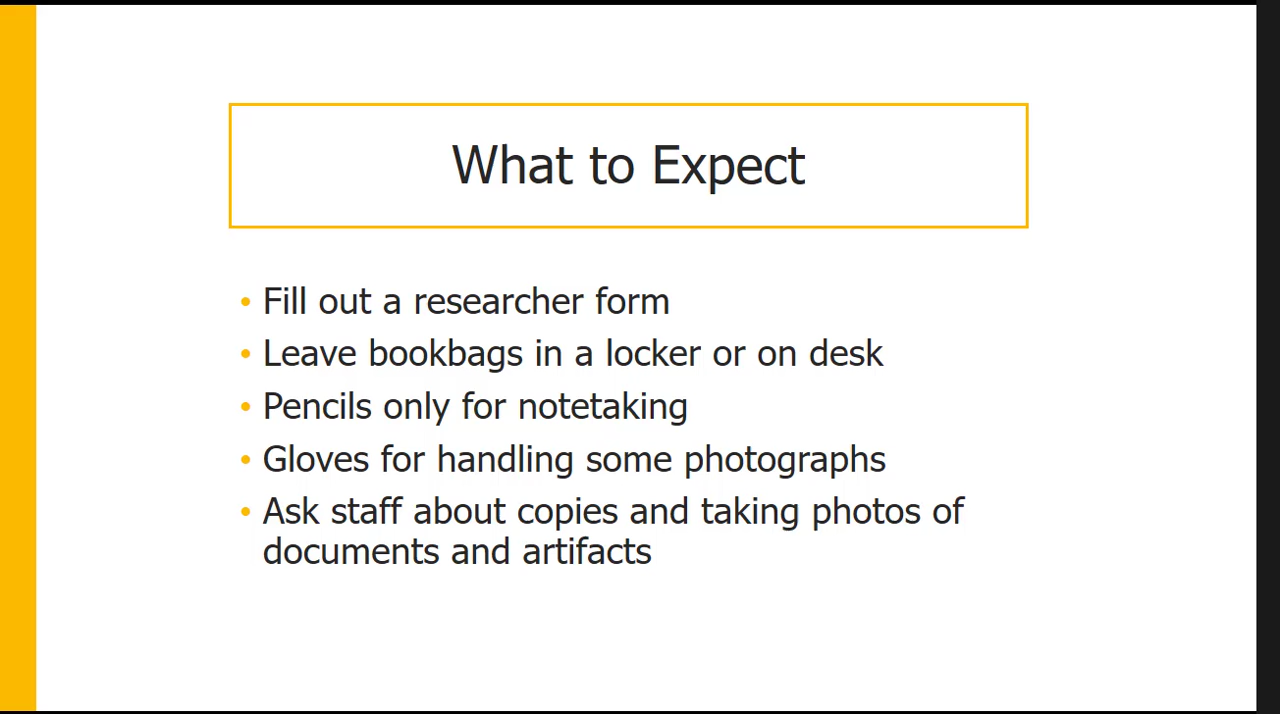 What to Expect
• Fill out a researcher form
• Leave bookbags in a locker or on desk
• Pencils only for notetaking
• Gloves for handling some photographs
• Ask staff about copies and taking photos of
documents and artifacts